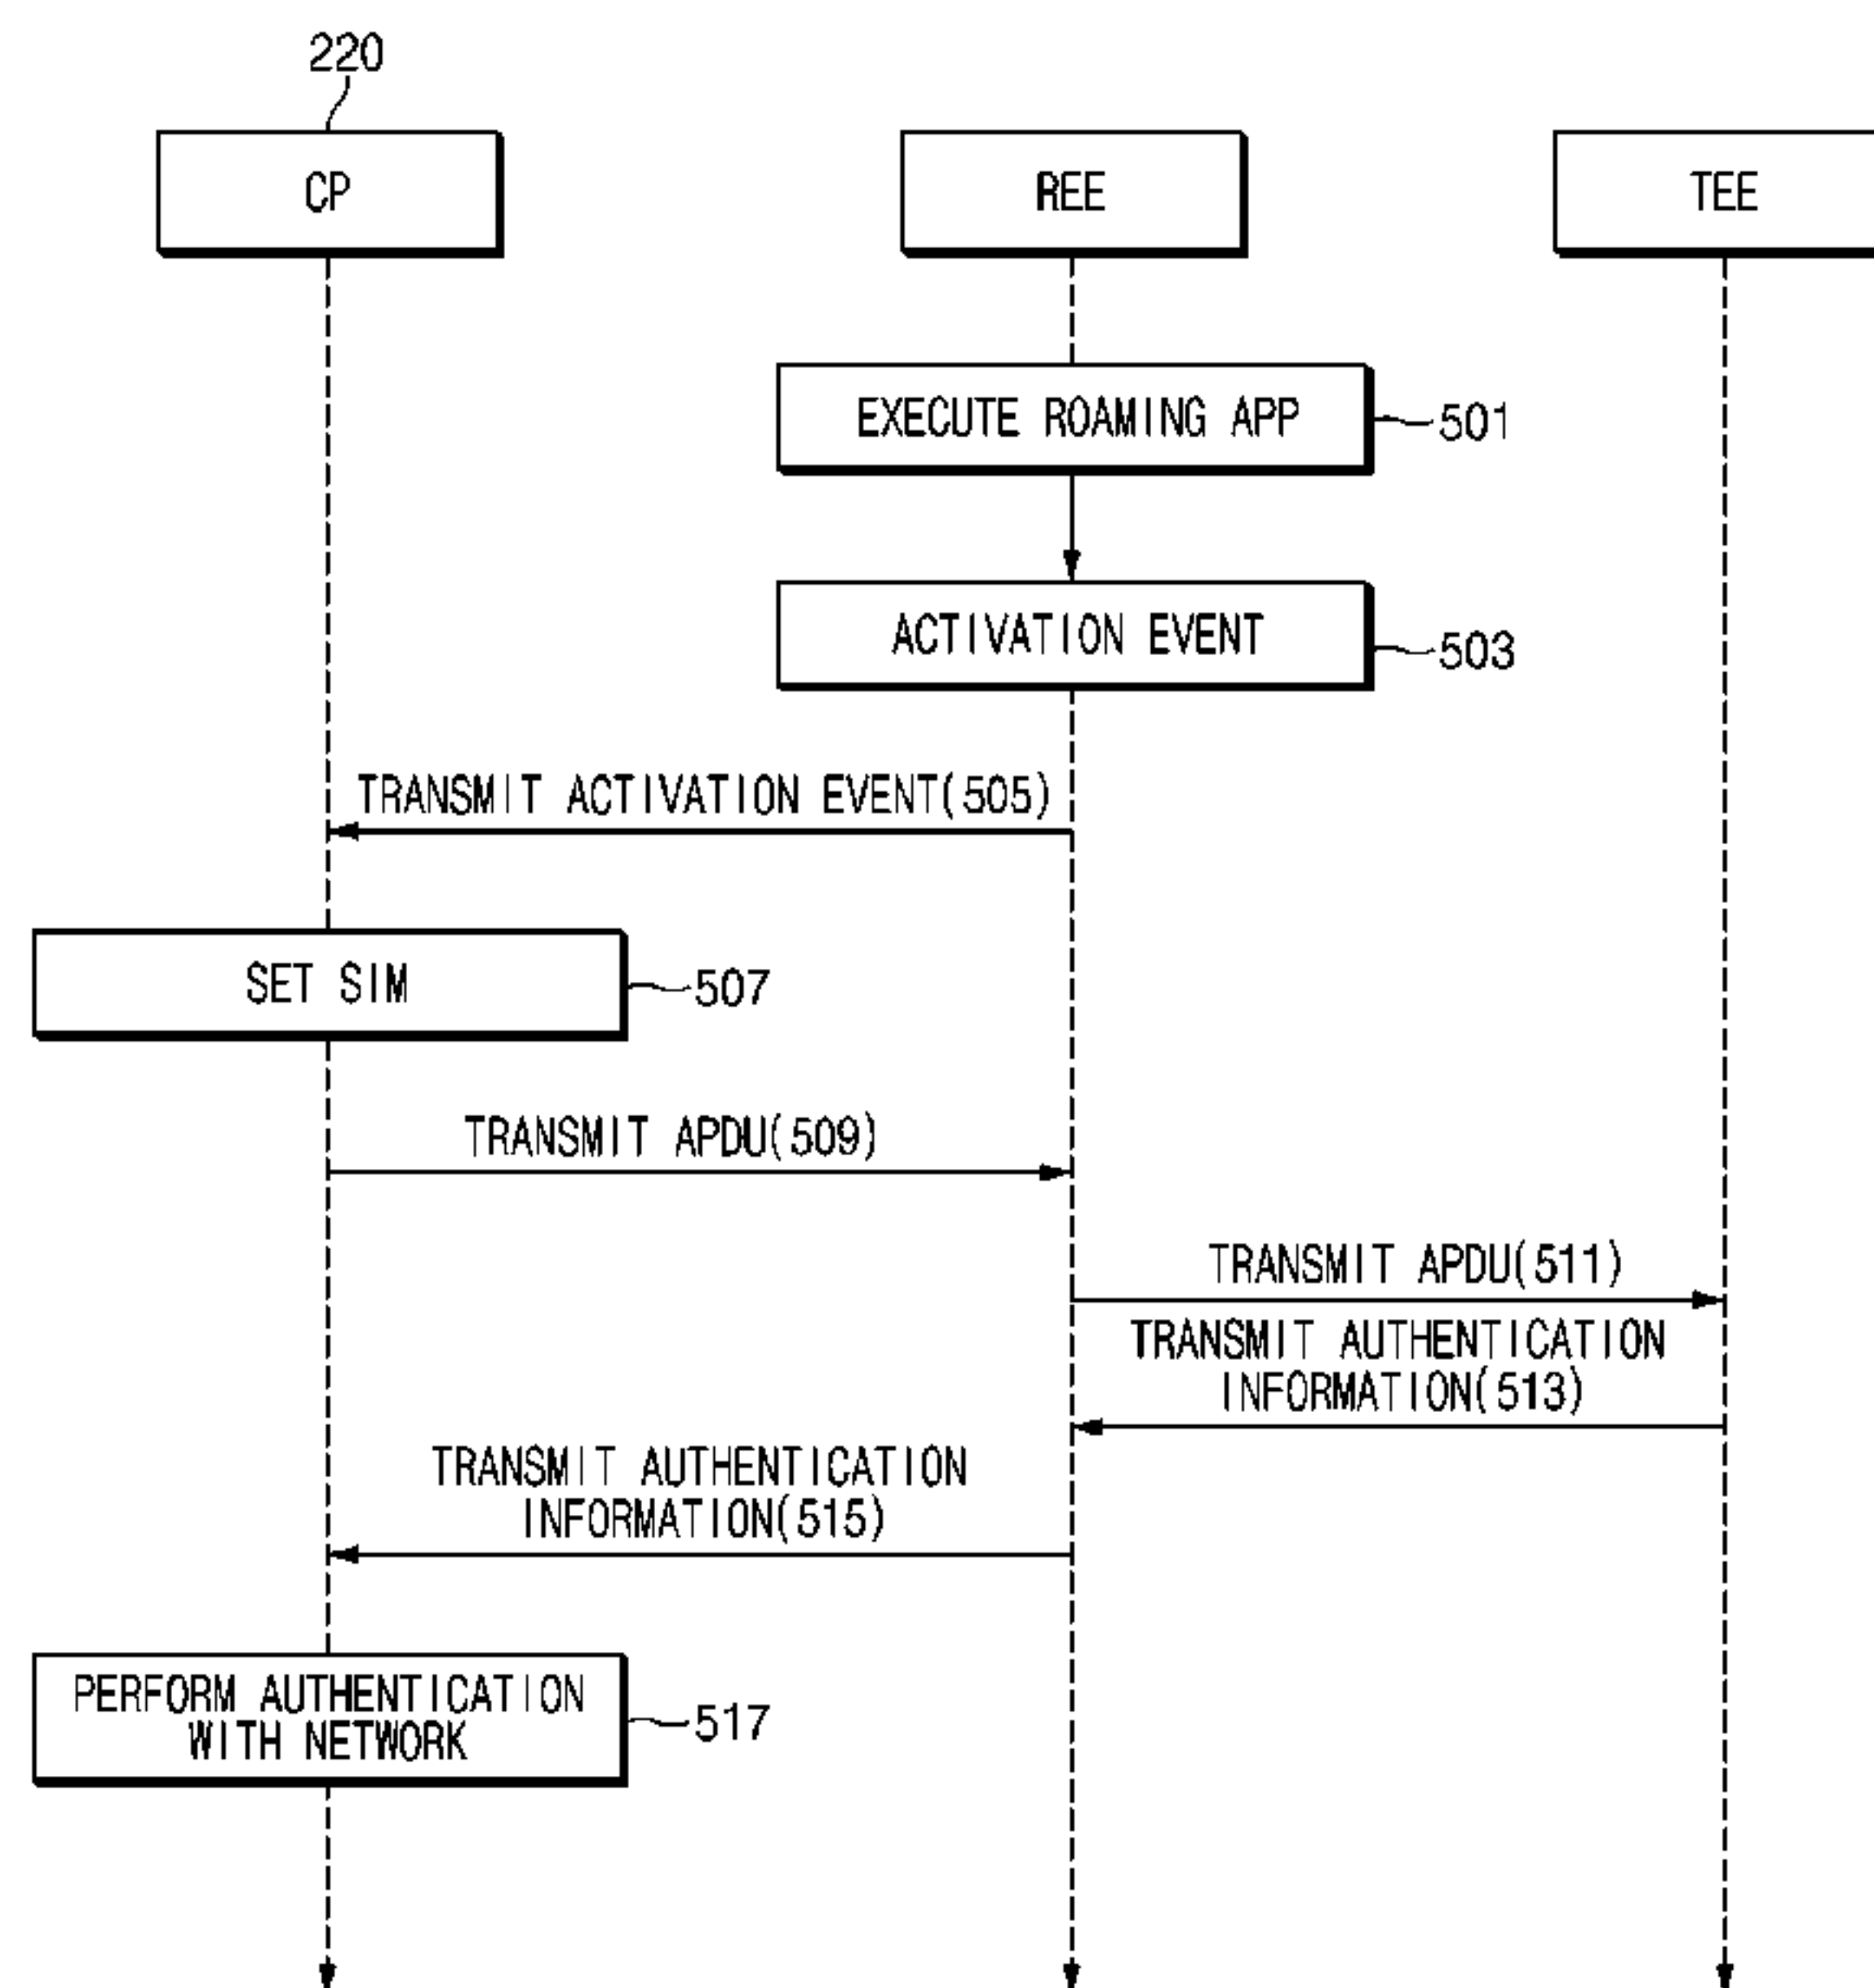 220
CP
REE
TEE
EXECUTE ROAMING APP
501
ACTIVATION EVENT
503
TRANSMIT ACTIVATION EVENT(505)
SET SIM
507
TRANSMIT APDU(509)
TRANSMIT APDU(511)
TRANSMIT AUTHENTICATION
INFORMATION(513)
TRANSMIT AUTHENTICATION
INFORMATION(515)
PERFORM AUTHENTICATION
WITH NETWORK
517